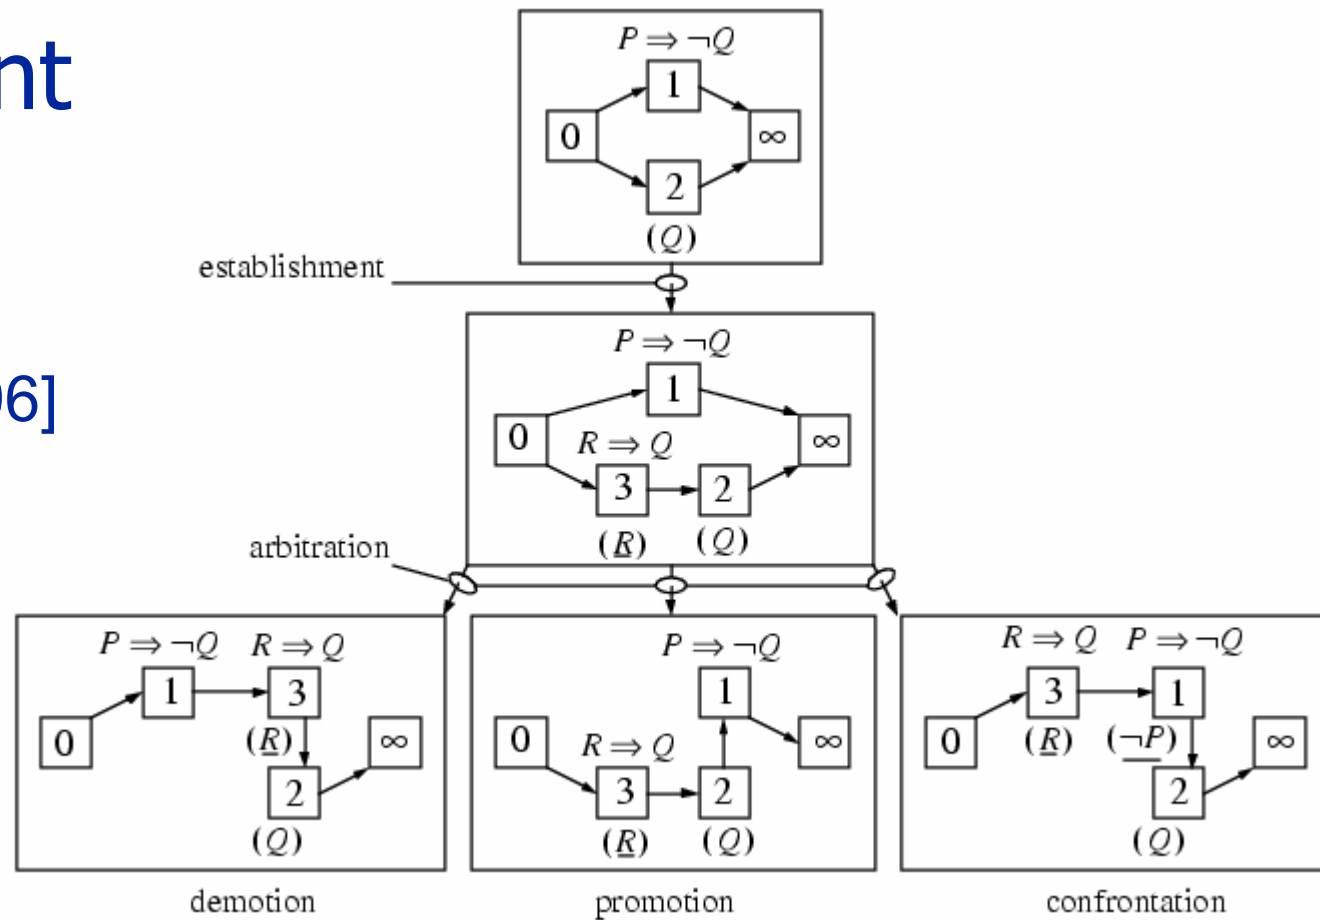 nt
96]
P ⇒ ¬Q
1
0
∞
2
(Q)
establishment
P ⇒ ¬Q
1
0
R ⇒ Q
∞
3
2
(R) (Q)
arbitration
P ⇒ ¬Q R ⇒ Q
1
3
0
(R)
∞
2
(Q)
demotion
P ⇒ ¬Q
1
0
R ⇒ Q
∞
3
2
(R) (Q)
promotion
R ⇒ Q P ⇒ ¬Q
3
1
0
(R) (¬P)
∞
2
(Q)
confrontation